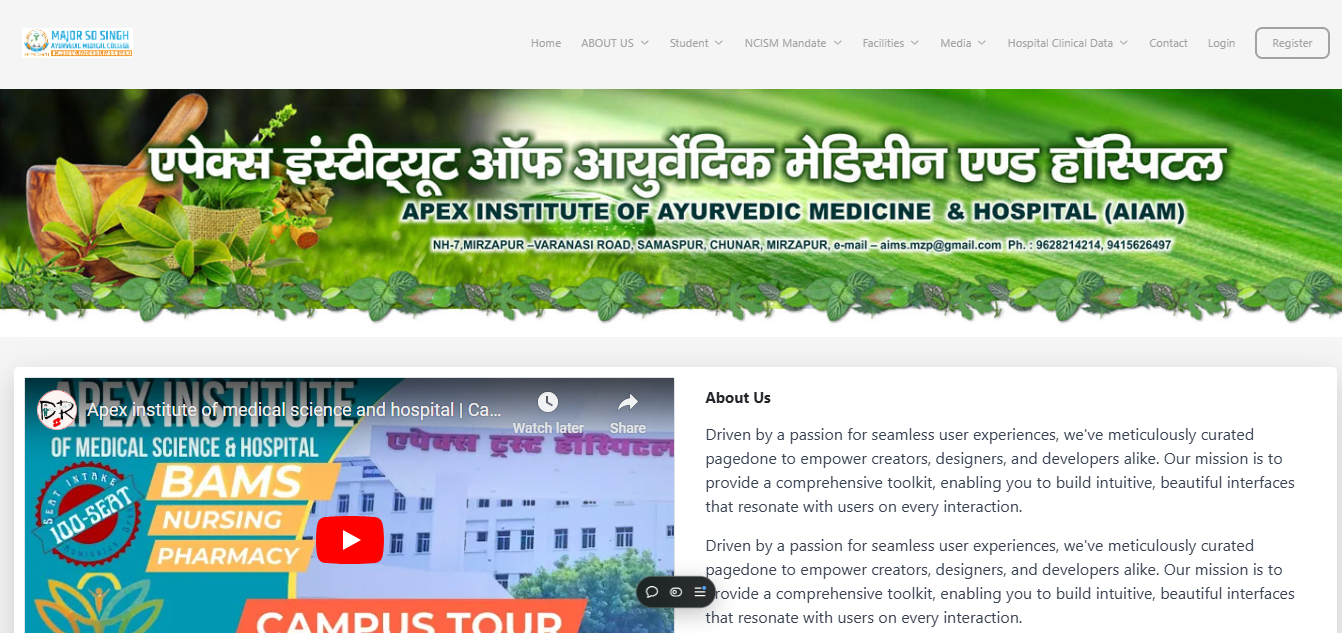 MAJOR SD SINGH
AYURVEDIC MEDICAL COLLEGE
Home ABOUT US Student NCISM Mandate Facilities Media Hospital Clinical Data Contact Login Register
एपेक्स इंस्टीट्यूट ऑफ आयुर्वेदिक मेडिसीन एण्ड हॉस्पिटल
APEX INSTITUTE OF AYURVEDIC MEDICINE & HOSPITAL (AIAM)
NH-7,MIRZAPUR –VARANASI ROAD, SAMASPUR, CHUNAR, MIRZAPUR, e-mail – aims.mzp@gmail.com Ph. : 9628214214, 9415626497
APEX INSTITUTE
Apex institute of medical science and hospital | Ca...
Watch later
Share
OF MEDICAL SCIENCE & HOSPITAL
एपेक्स ट्रस्ट हॉस्पीटल
BAMS
SEAT INTAKE
100-SEAT
NURSING
PHARMACY
CAMPUS TOUR
About Us
Driven by a passion for seamless user experiences, we've meticulously curated
pagedone to empower creators, designers, and developers alike. Our mission is to
provide a comprehensive toolkit, enabling you to build intuitive, beautiful interfaces
that resonate with users on every interaction.
Driven by a passion for seamless user experiences, we've meticulously curated
pagedone to empower creators, designers, and developers alike. Our mission is to
provide a comprehensive toolkit, enabling you to build intuitive, beautiful interfaces
that resonate with users on every interaction.